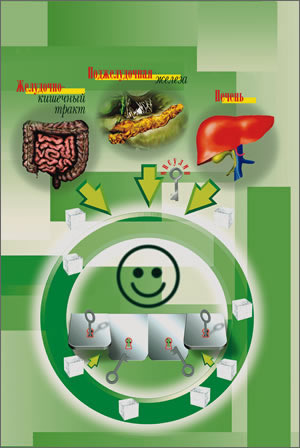 Поджелудочная железа
Желудочно-
кишечный
тракт
Печень